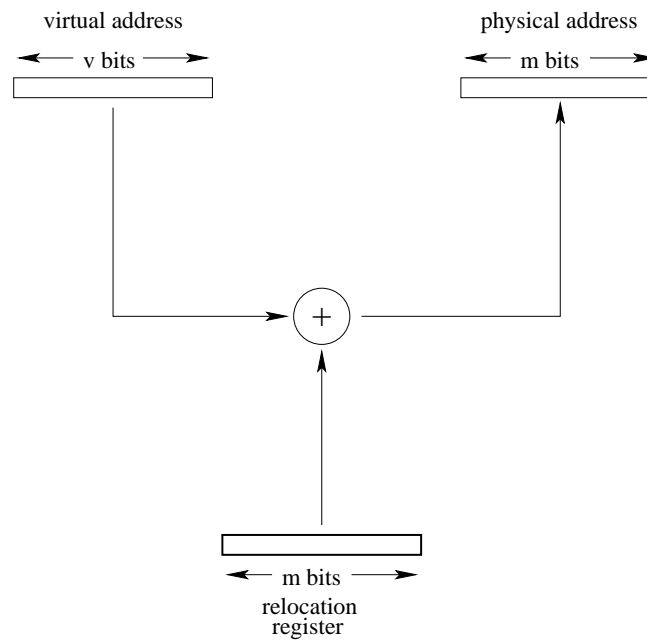 virtual address
physical address
v bits
m bits
+
m bits
relocation
register